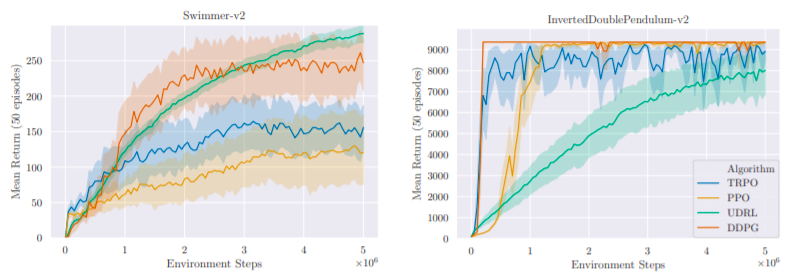 Swimmer-v2
Mean Return (50 episodes)
250
200
150
100
50
0
0 1 2 3 4 5
×10⁶
Environment Steps
InvertedDoublePendulum-v2
Mean Return (50 episodes)
9000
8000
7000
6000
5000
4000
3000
2000
1000
0
0 1 2 3 4 5
×10⁶
Environment Steps
Algorithm
TRPO
PPO
UDRL
DDPG